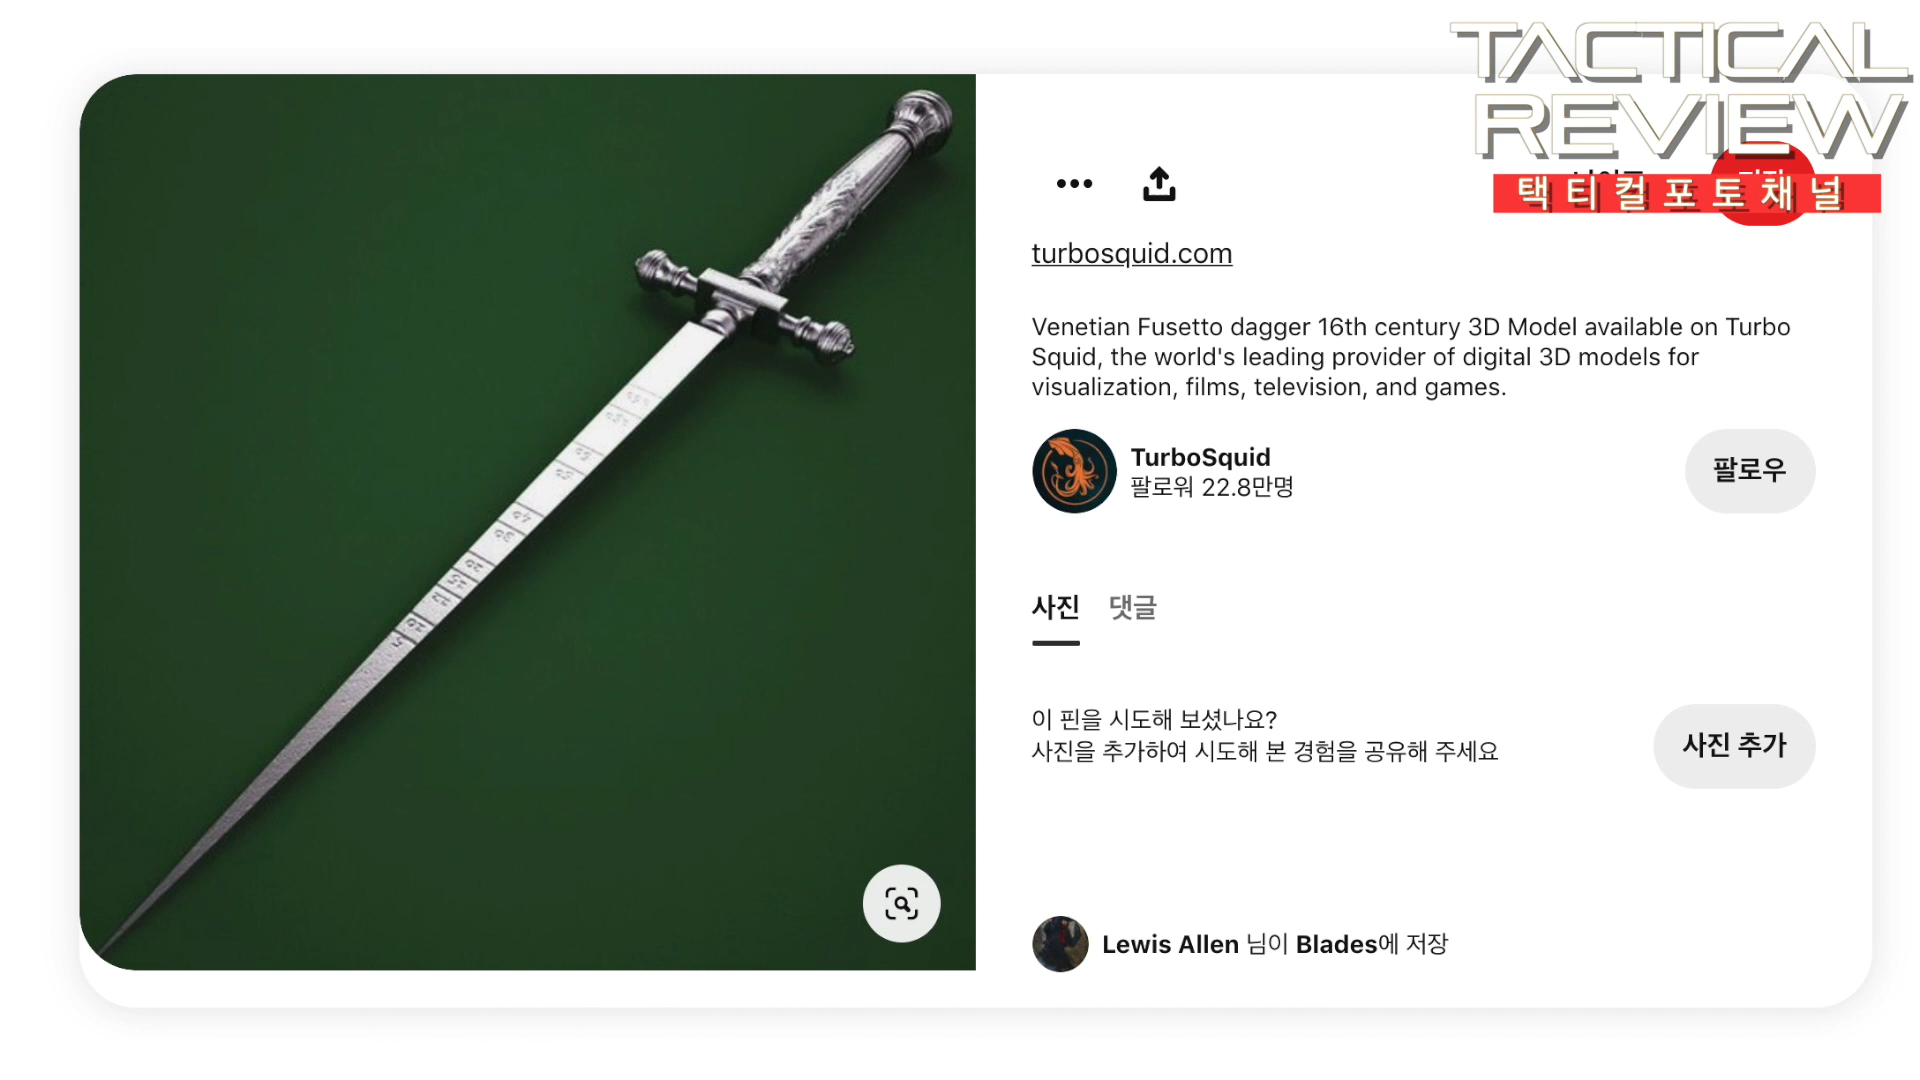 TACTICAL
REVIEW
택티컬포토채널
turbosquid.com
Venetian Fusetto dagger 16th century 3D Model available on Turbo
Squid, the world's leading provider of digital 3D models for
visualization, films, television, and games.
TurboSquid
팔로워 22.8만명
팔로우
사진
댓글
이 핀을 시도해 보셨나요?
사진을 추가하여 시도해 본 경험을 공유해 주세요
사진 추가
Lewis Allen 님이 Blades에 저장